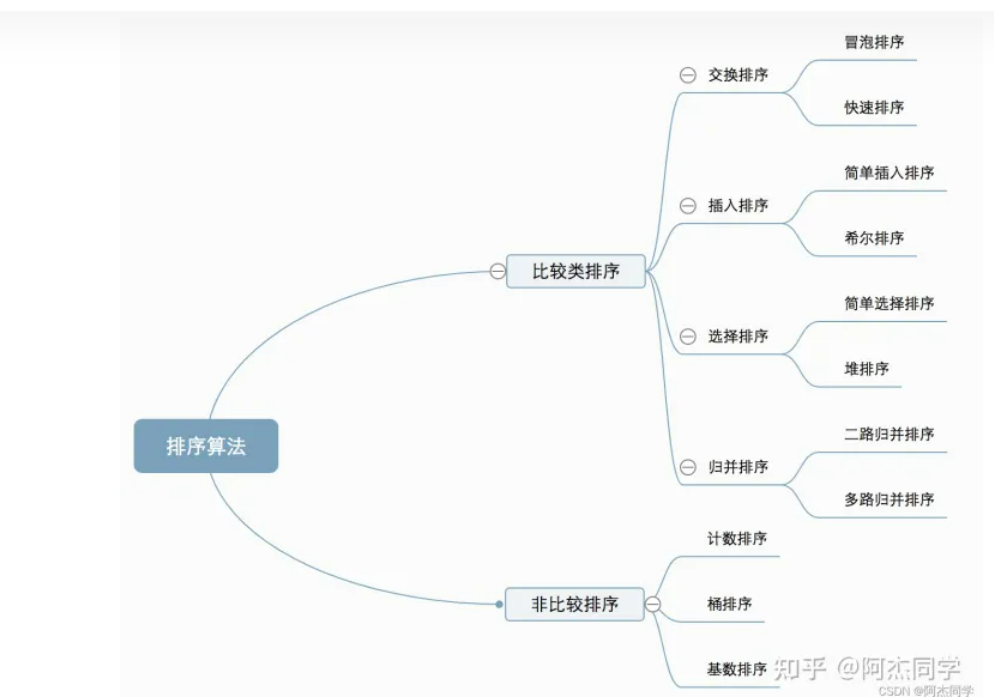 冒泡排序
交换排序
快速排序
简单插入排序
插入排序
希尔排序
比较类排序
简单选择排序
选择排序
堆排序
排序算法
二路归并排序
归并排序
多路归并排序
计数排序
非比较排序
桶排序
基数排序
知乎 @阿杰同学
CSDN @阿杰同学